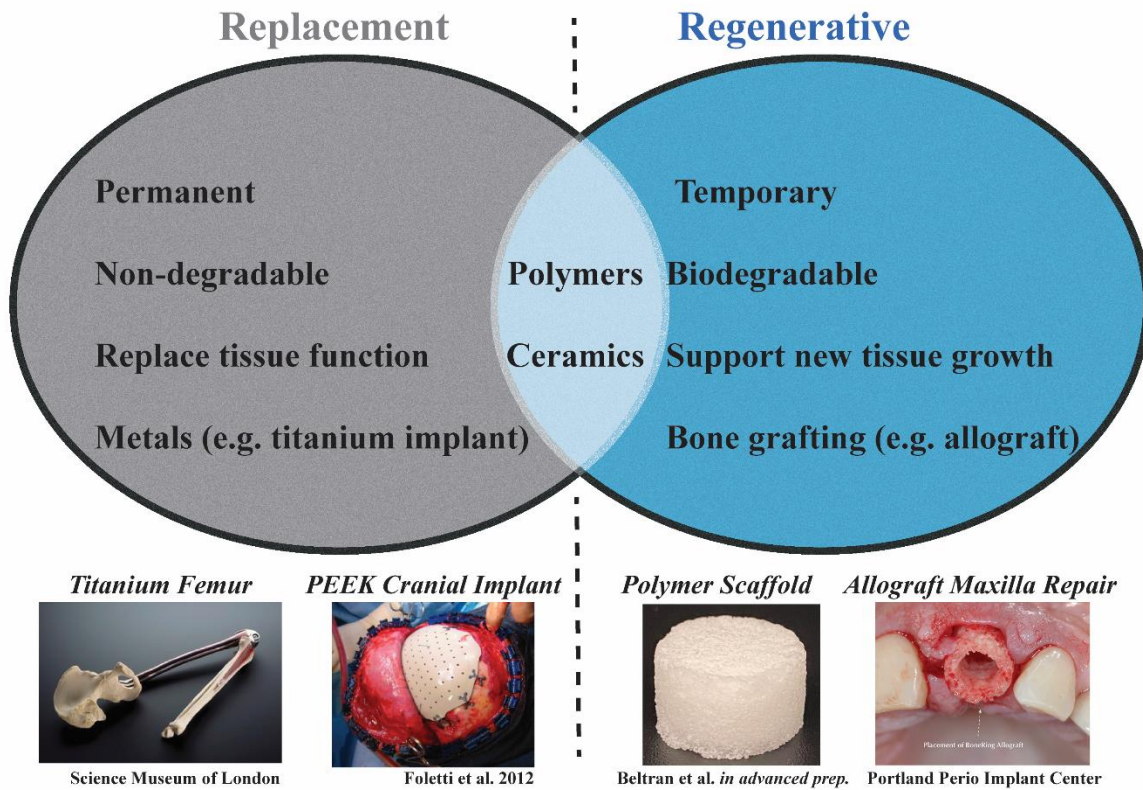 Replacement
Regenerative
Permanent
Non-degradable
Replace tissue function
Metals (e.g. titanium implant)
Polymers
Ceramics
Temporary
Biodegradable
Support new tissue growth
Bone grafting (e.g. allograft)
Titanium Femur
PEEK Cranial Implant
Polymer Scaffold
Allograft Maxilla Repair
Placement of BoneRing Allograft
Science Museum of London
Foletti et al. 2012
Beltran et al. in advanced prep.
Portland Perio Implant Center